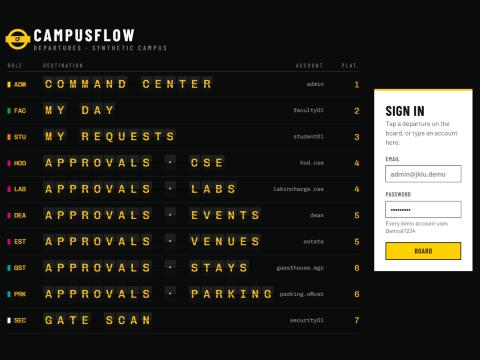 CF
CAMPUSFLOW
DEPARTURES · SYNTHETIC CAMPUS
ROLE DESTINATION ACCOUNT PLAT.
ADM COMMAND CENTER admin 1
FAC MY DAY faculty01 2
STU MY REQUESTS student01 3
HOD APPROVALS · CSE hod.cse 4
LAB APPROVALS · LABS labincharge.cse 4
DEA APPROVALS · EVENTS dean 5
EST APPROVALS · VENUES estate 5
GST APPROVALS · STAYS guesthouse.mgr 6
PRK APPROVALS · PARKING parking.officer 6
SEC GATE SCAN security01 7
SIGN IN
Tap a departure on the
board, or type an account
here.
EMAIL
admin@jklu.demo
PASSWORD
•••••••••
Every demo account uses
Demo@1234
BOARD